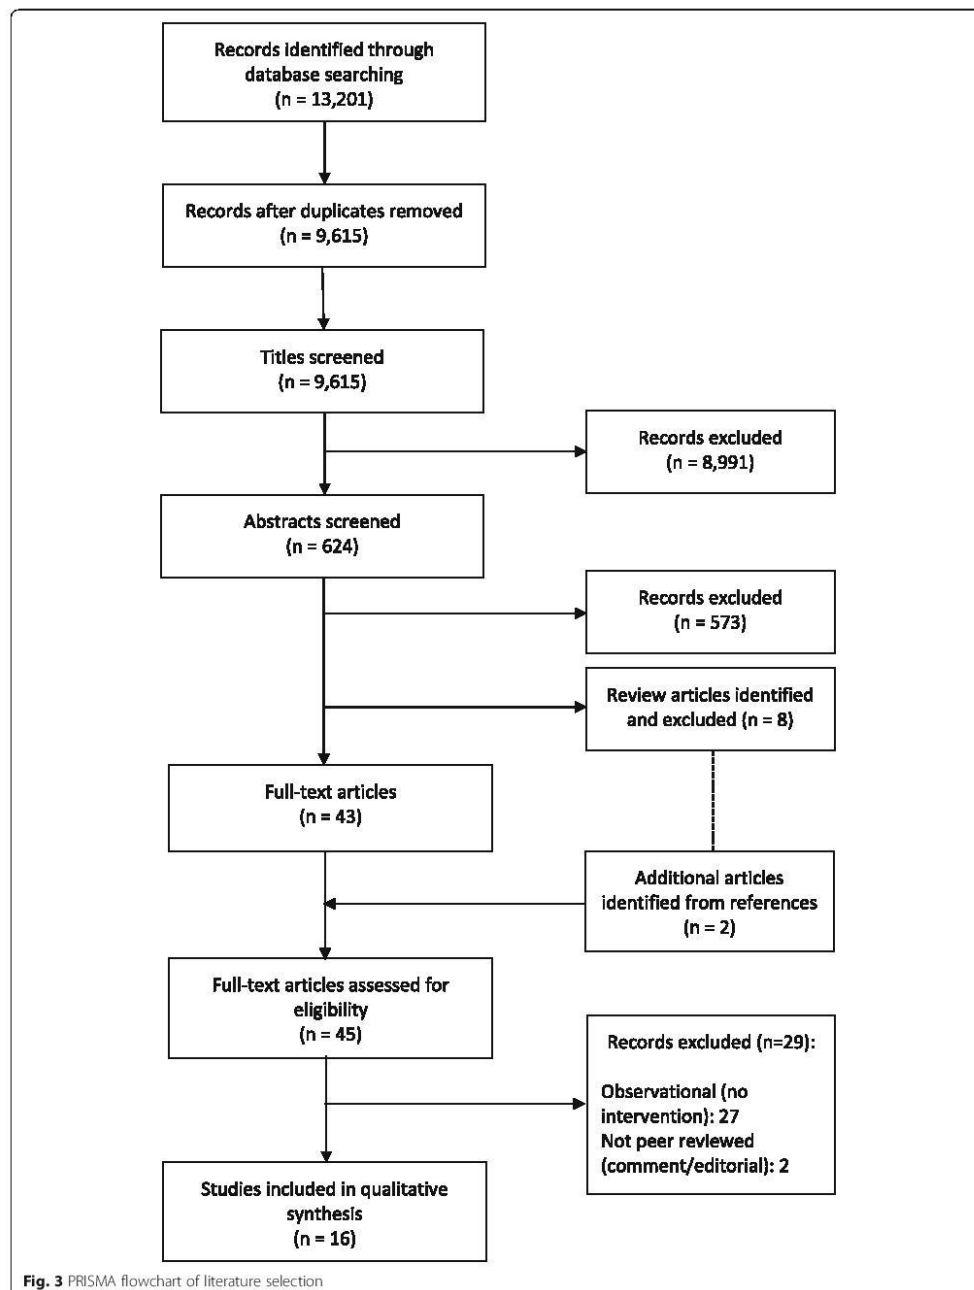 Records identified through
database searching
(n = 13,201)
Records after duplicates removed
(n = 9,615)
Titles screened
(n = 9,615)
Records excluded
(n = 8,991)
Abstracts screened
(n = 624)
Records excluded
(n = 573)
Review articles identified
and excluded (n = 8)
Full-text articles
(n = 43)
Additional articles
identified from references
(n = 2)
Full-text articles assessed for
eligibility
(n = 45)
Records excluded (n=29):
Observational (no
intervention): 27
Not peer reviewed
(comment/editorial): 2
Studies included in qualitative
synthesis
(n = 16)
Fig. 3 PRISMA flowchart of literature selection